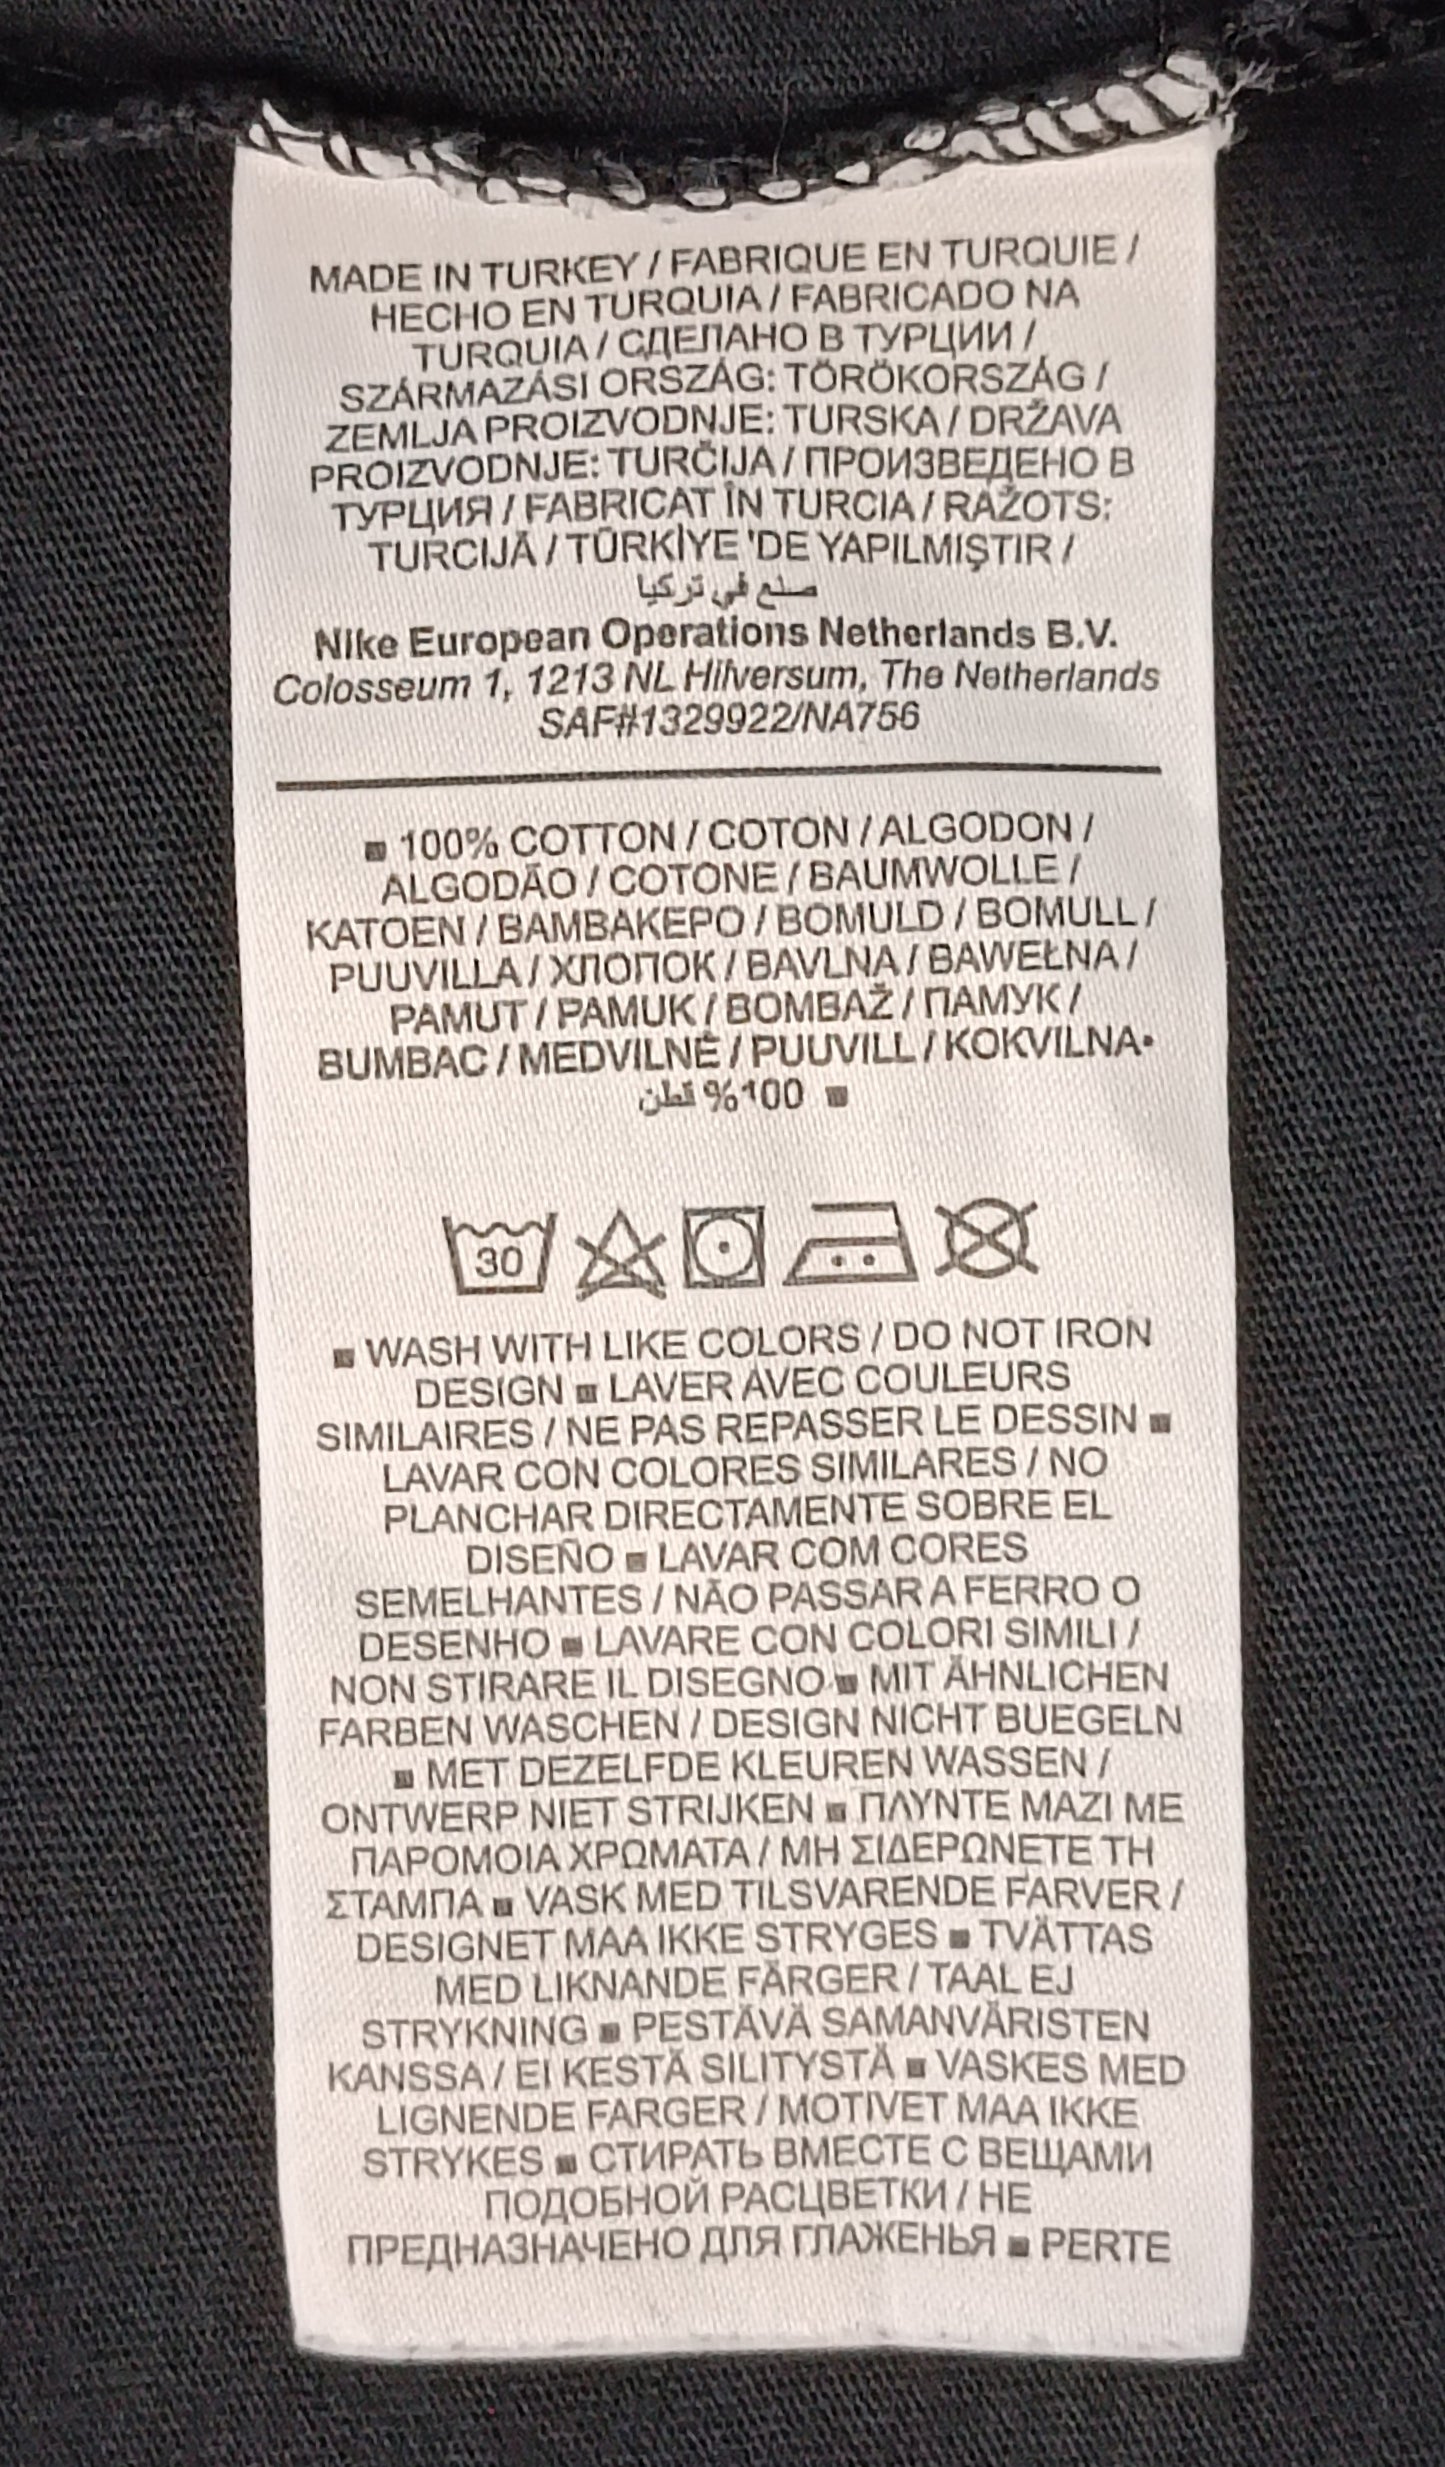 MADE IN TURKEY / FABRIQUE EN TURQUIE /
HECHO EN TURQUIA / FABRICADO NA
TURQUIA / СДЕЛАНО В ТУРЦИИ /
SZÁRMAZÁSI ORSZÁG: TÖRÖKORSZÁG /
ZEMLJA PROIZVODNJE: TURSKA / DRŽAVA
PROIZVODNJE: TURČIJA / ПРОИЗВЕДЕНО В
ТУРЦИЯ / FABRICAT ÎN TURCIA / RAŽOTS:
TURCIJĀ / TÜRKİYE 'DE YAPILMIŞTIR /
صنع في تركيا
Nike European Operations Netherlands B.V.
Colosseum 1, 1213 NL Hilversum, The Netherlands
SAF#1329922/NA756
■ 100% COTTON / COTON / ALGODON /
ALGODÃO / COTONE / BAUMWOLLE /
KATOEN / ΒΑΜΒΑΚΕΡΟ / BOMULD / BOMULL /
PUUVILLA / ХЛОПОК / BAVLNA / BAWEŁNA /
PAMUT / PAMUK / BOMBAŽ / ПАМУК /
BUMBAC / MEDVILNĖ / PUUVILL / KOKVILNA•
■ 100% قطن
30
■ WASH WITH LIKE COLORS / DO NOT IRON
DESIGN ■ LAVER AVEC COULEURS
SIMILAIRES / NE PAS REPASSER LE DESSIN ■
LAVAR CON COLORES SIMILARES / NO
PLANCHAR DIRECTAMENTE SOBRE EL
DISEÑO ■ LAVAR COM CORES
SEMELHANTES / NÃO PASSAR A FERRO O
DESENHO ■ LAVARE CON COLORI SIMILI /
NON STIRARE IL DISEGNO ■ MIT ÄHNLICHEN
FARBEN WASCHEN / DESIGN NICHT BUEGELN
■ MET DEZELFDE KLEUREN WASSEN /
ONTWERP NIET STRIJKEN ■ ΠΛΥΝΤΕ ΜΑΖΙ ΜΕ
ΠΑΡΟΜΟΙΑ ΧΡΩΜΑΤΑ / ΜΗ ΣΙΔΕΡΩΝΕΤΕ ΤΗ
ΣΤΑΜΠΑ ■ VASK MED TILSVARENDE FARVER /
DESIGNET MAA IKKE STRYGES ■ TVÄTTAS
MED LIKNANDE FÄRGER / TAAL EJ
STRYKNING ■ PESTÄVÄ SAMANVÄRISTEN
KANSSA / EI KESTÄ SILITYSTÄ ■ VASKES MED
LIGNENDE FARGER / MOTIVET MAA IKKE
STRYKES ■ СТИРАТЬ ВМЕСТЕ С ВЕЩАМИ
ПОДОБНОЙ РАСЦВЕТКИ / НЕ
ПРЕДНАЗНАЧЕНО ДЛЯ ГЛАЖЕНЬЯ ■ PERTE